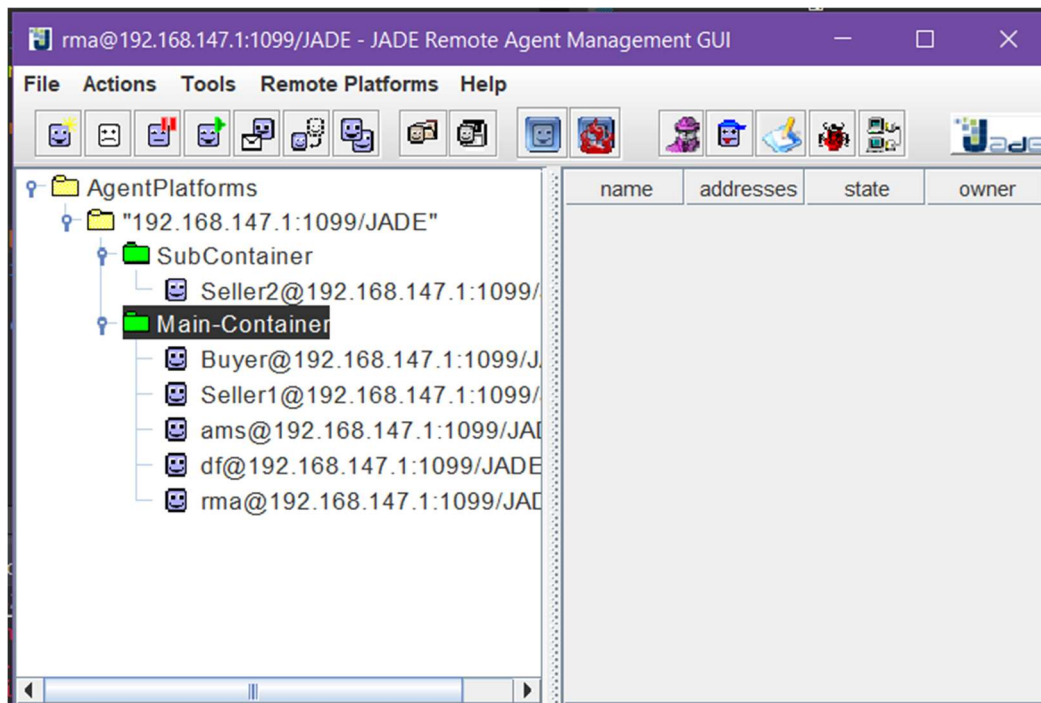 rma@192.168.147.1:1099/JADE - JADE Remote Agent Management GUI
File Actions Tools Remote Platforms Help
Jade
AgentPlatforms
"192.168.147.1:1099/JADE"
SubContainer
Seller2@192.168.147.1:1099/
Main-Container
Buyer@192.168.147.1:1099/J
Seller1@192.168.147.1:1099/
ams@192.168.147.1:1099/JA
df@192.168.147.1:1099/JADE
rma@192.168.147.1:1099/JA
name addresses state owner